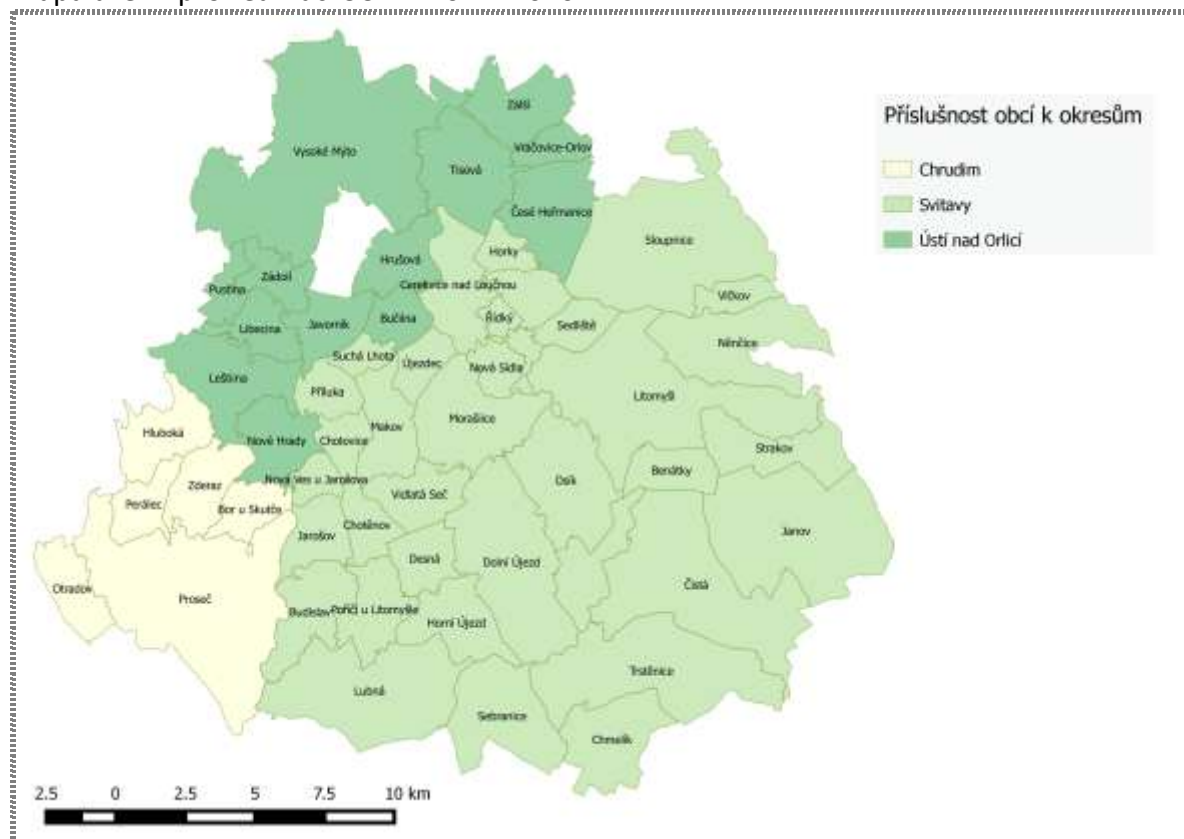 Příslušnost obcí k okresům
Chrudim
Svitavy
Ústí nad Orlicí
Zálší
Vysoké Mýto
Vračovice-Orlov
Tisová
České Heřmanice
Sloupnice
Horky
Hrušová
Zádolí
Cerekvice nad Loučnou
Pustina
Vlčkov
Bučina
Řídký
Sedliště
Javorník
Libecina
Němčice
Suchá Lhota
Újezdec
Nová Sídla
Leština
Příluka
Litomyšl
Morašice
Makov
Hluboká
Nové Hrady
Chotovice
Strakov
Benátky
Nová Ves u Jarošova
Osík
Zderaz
Vidlatá Seč
Perálec
Bor u Skutče
Chotěnov
Jarošov
Janov
Desná
Dolní Újezd
Čistá
Otradov
Proseč
Budislav
Poříčí u Litomyšle
Horní Újezd
Trstěnice
Lubná
Sebranice
Chmelík
2.5 0 2.5 5 7.5 10 km